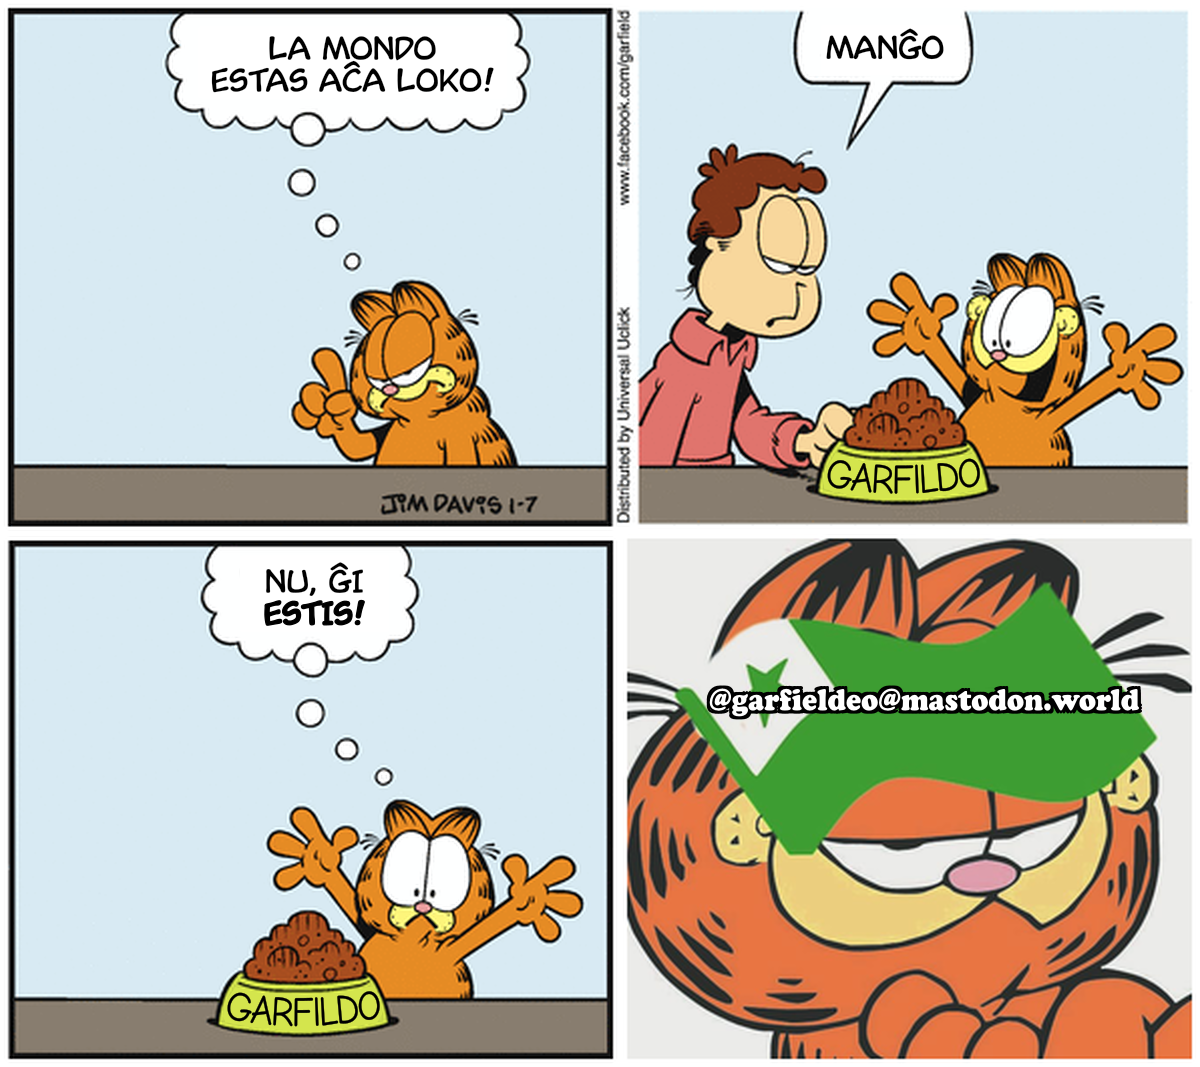 LA MONDO
ESTAS AĈA LOKO!
JIM DAVIS 1-7
www.facebook.com/garfield
Distributed by Universal Uclick
MANĜO
GARFILDO
NU, ĜI
ESTIS!
GARFILDO
@garfieldeo@mastodon.world